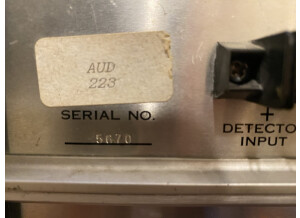 AUD
223
SERIAL NO.
5670
+
DETECTO
INPUT